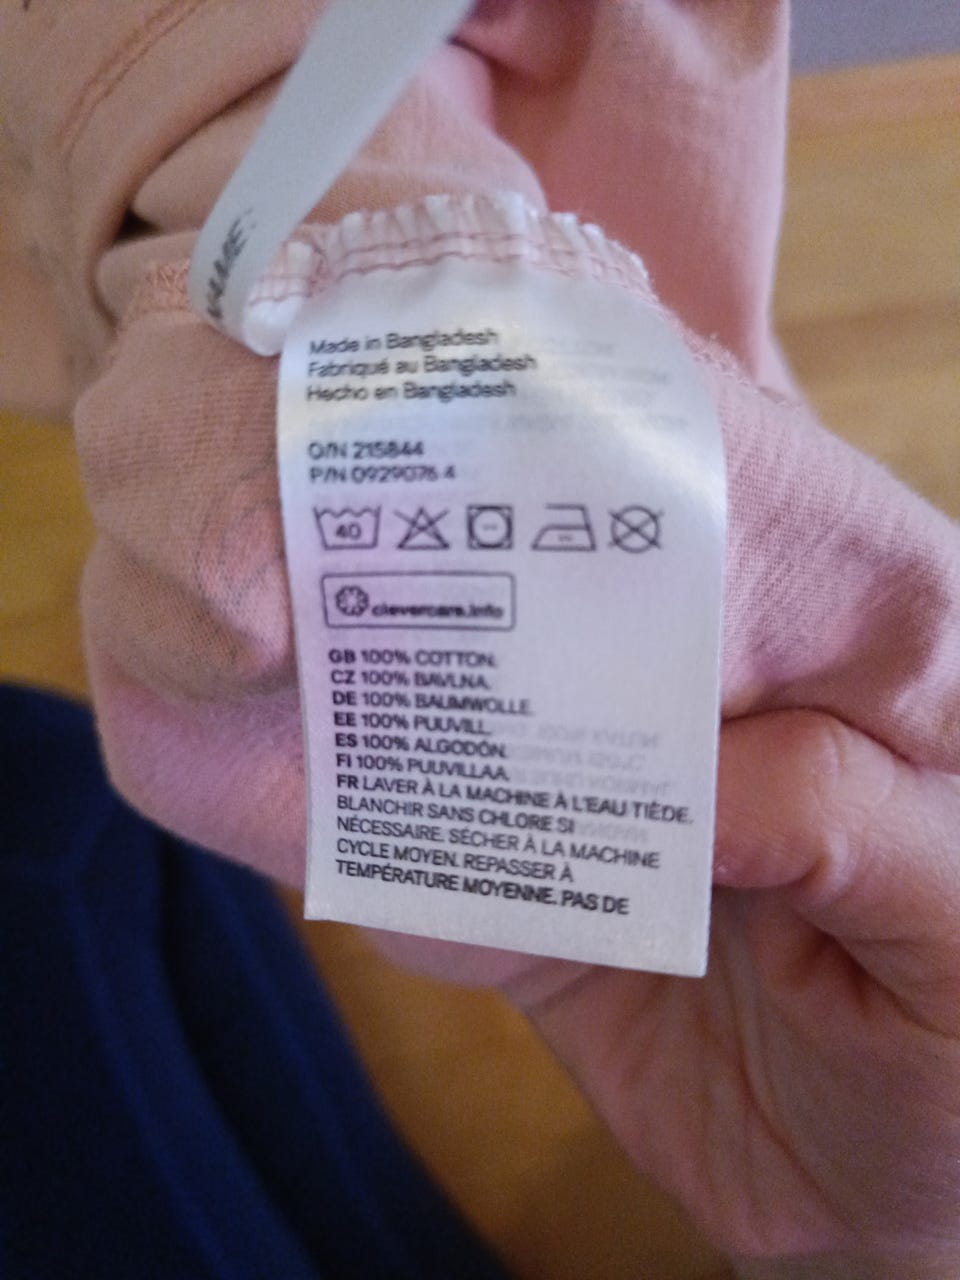 NAME:
Made in Bangladesh
Fabriqué au Bangladesh
Hecho en Bangladesh
O/N 215844
P/N 0929076.4
40
clevercare.info
GB 100% COTTON.
CZ 100% BAVLNA.
DE 100% BAUMWOLLE.
EE 100% PUUVILL.
ES 100% ALGODÓN.
FI 100% PUUVILLAA.
FR LAVER À LA MACHINE À L'EAU TIÈDE.
BLANCHIR SANS CHLORE SI
NÉCESSAIRE. SÉCHER À LA MACHINE
CYCLE MOYEN. REPASSER À
TEMPÉRATURE MOYENNE. PAS DE